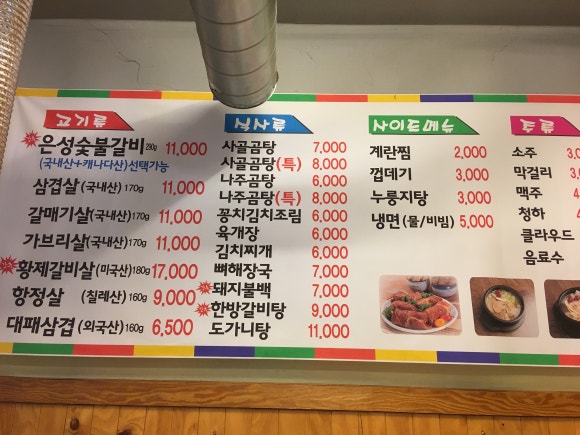 고기류
은성숯불갈비 290g 11,000
(국내산+캐나다산)선택가능
삼겹살(국내산)170g 11,000
갈매기살(국내산)170g 11,000
가브리살(국내산)170g 11,000
황제갈비살(미국산)180g 17,000
항정살 (칠레산) 160g 9,000
대패삼겹(외국산)160g 6,500
식사류
사골곰탕 7,000
사골곰탕(특) 8,000
나주곰탕 6,000
나주곰탕(특) 8,000
꽁치김치조림 6,000
육개장 6,000
김치찌개 6,000
뼈해장국 7,000
돼지불백 7,000
한방갈비탕 9,000
도가니탕 11,000
사이드메뉴
계란찜 2,000
껍데기 3,000
누룽지탕 3,000
냉면(물/비빔) 5,000
주류
소주
막걸리
맥주
청하
클라우드
음료수